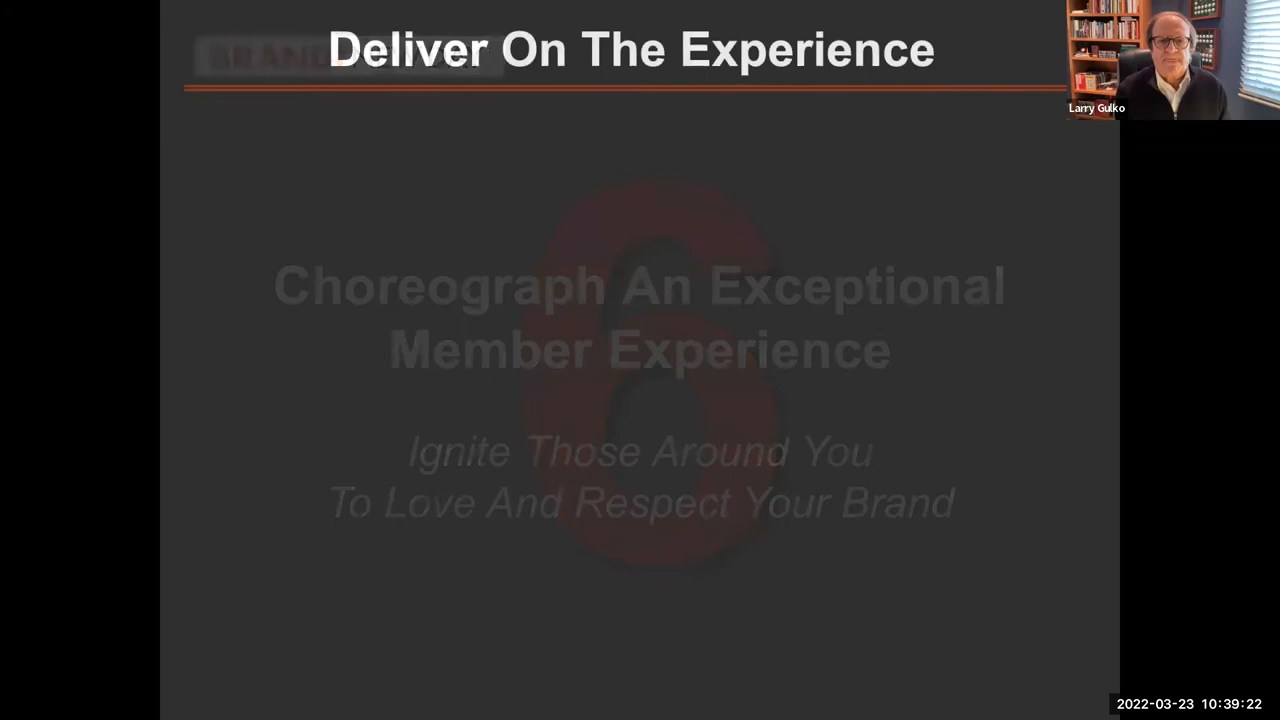 Deliver On The Experience
Larry Gulko
6
Choreograph An Exceptional
Member Experience
Ignite Those Around You
To Love And Respect Your Brand
2022-03-23 10:39:22